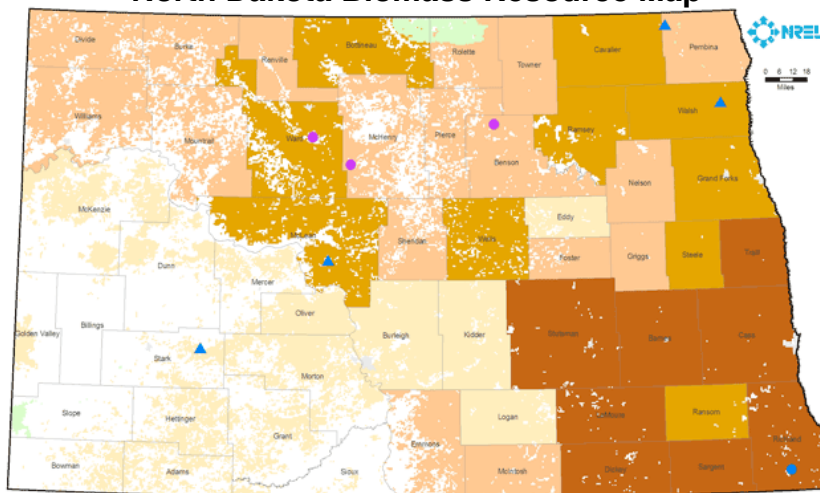 North Dakota Biomass Resource Map
NREL
0 6 12 18
Miles
Divide
Burke
Renville
Bottineau
Rolette
Towner
Cavalier
Pembina
Williams
Mountrail
Ward
McHenry
Pierce
Benson
Ramsey
Walsh
Nelson
Grand Forks
McKenzie
McLean
Sheridan
Wells
Eddy
Foster
Griggs
Steele
Traill
Dunn
Mercer
Oliver
Golden Valley
Billings
Stark
Morton
Burleigh
Kidder
Stutsman
Barnes
Cass
Slope
Hettinger
Grant
Emmons
Logan
LaMoure
Ransom
Richland
Bowman
Adams
Sioux
McIntosh
Dickey
Sargent